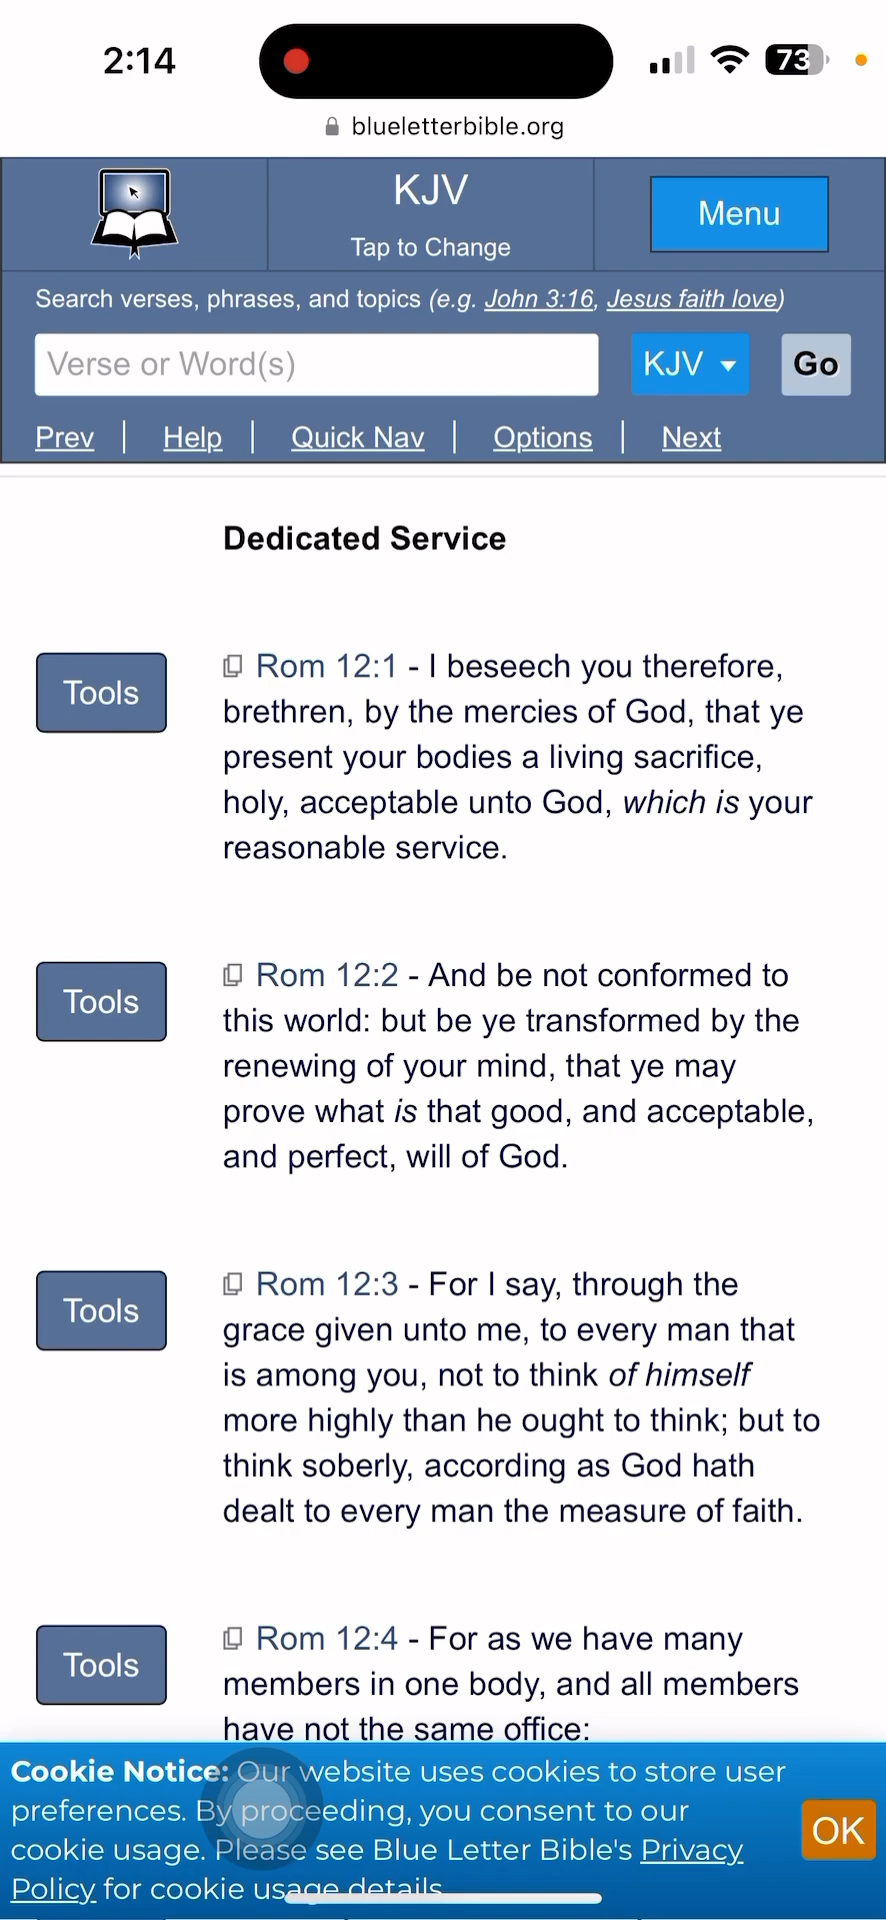 2:14
73
blueletterbible.org
KJV
Tap to Change
Menu
Search verses, phrases, and topics (e.g. John 3:16, Jesus faith love)
Verse or Word(s)
KJV
Go
Prev | Help | Quick Nav | Options | Next
Dedicated Service
Tools
Rom 12:1 - I beseech you therefore,
brethren, by the mercies of God, that ye
present your bodies a living sacrifice,
holy, acceptable unto God, which is your
reasonable service.
Tools
Rom 12:2 - And be not conformed to
this world: but be ye transformed by the
renewing of your mind, that ye may
prove what is that good, and acceptable,
and perfect, will of God.
Tools
Rom 12:3 - For I say, through the
grace given unto me, to every man that
is among you, not to think of himself
more highly than he ought to think; but to
think soberly, according as God hath
dealt to every man the measure of faith.
Tools
Rom 12:4 - For as we have many
members in one body, and all members
have not the same office:
Cookie Notice: Our website uses cookies to store user
preferences. By proceeding, you consent to our
cookie usage. Please see Blue Letter Bible's Privacy
Policy for cookie usage details.
OK